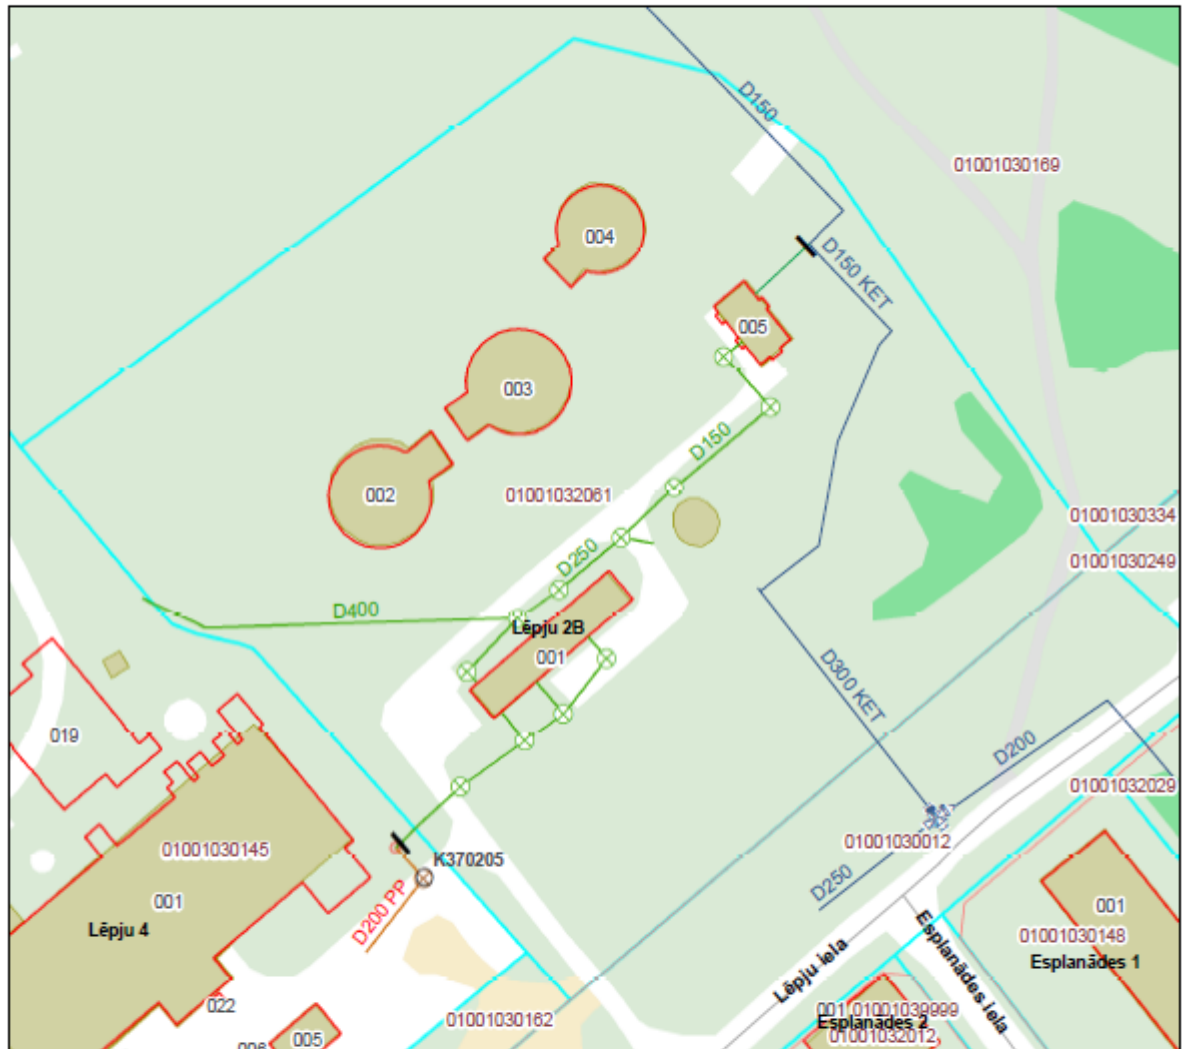 D150
01001030169
004
D150 KET
005
003
D150
002
01001032061
01001030334
D250
01001030249
D400
Lēpju 2B
001
D300 KET
019
D200
01001032029
01001030145
01001030012
K370205
D250
001
001
Lēpju 4
D200 PP
01001030148
Esplanādes 1
Lēpju iela
Esplanādes iela
022
001 01001039999
01001030162
Esplanādes 2
01001032012
005
006